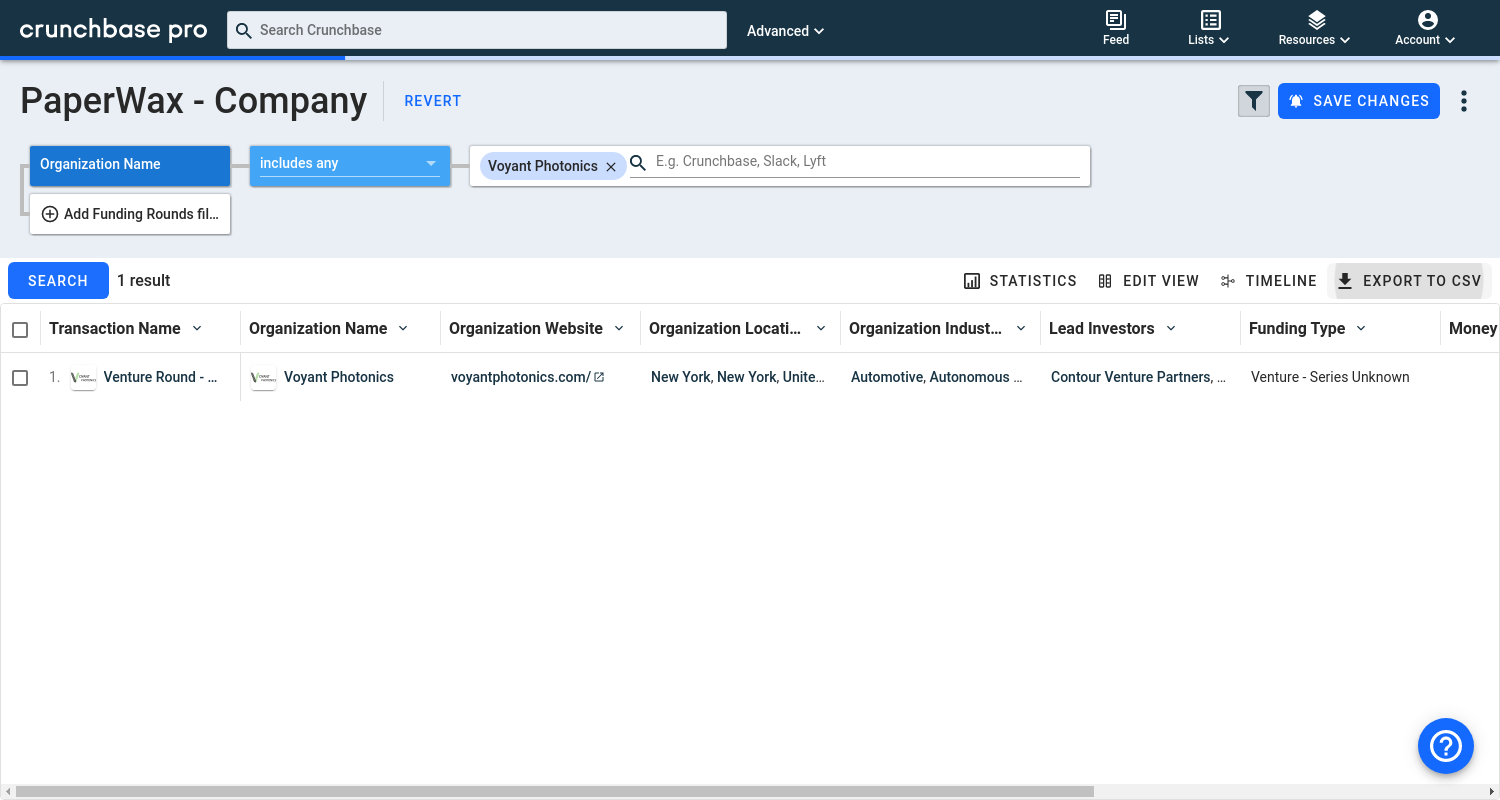 crunchbase pro
Search Crunchbase
Advanced
Feed
Lists
Resources
Account
PaperWax - Company
REVERT
SAVE CHANGES
Organization Name
includes any
Voyant Photonics
E.g. Crunchbase, Slack, Lyft
Add Funding Rounds fil...
SEARCH
1 result
STATISTICS
EDIT VIEW
TIMELINE
EXPORT TO CSV
Transaction Name
Organization Name
Organization Website
Organization Locati...
Organization Indust...
Lead Investors
Funding Type
Money
1.
Venture Round - ...
Voyant Photonics
voyantphotonics.com/
New York, New York, Unite...
Automotive, Autonomous ...
Contour Venture Partners, ...
Venture - Series Unknown